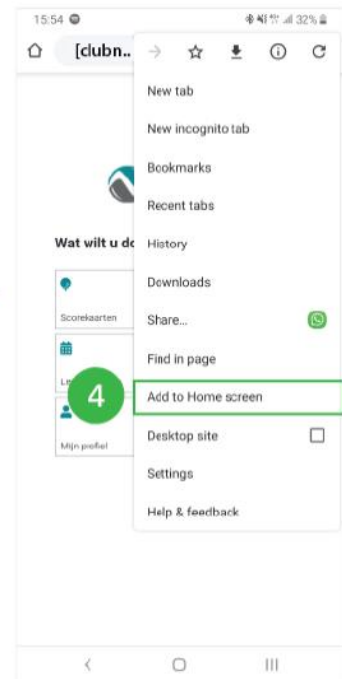 15:54 32%
[clubn..
New tab
New incognito tab
Bookmarks
Recent tabs
Wat wilt u do
History
Downloads
Scorekaarten
Share...
Find in page
4
Add to Home screen
Desktop site
Mijn profiel
Settings
Help & feedback